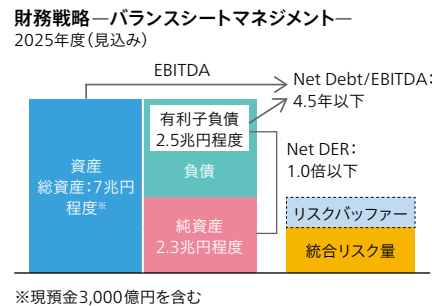 財務戦略―バランスシートマネジメント―
2025年度（見込み）
EBITDA
Net Debt/EBITDA：
4.5年以下
有利子負債
2.5兆円程度
Net DER：
1.0倍以下
資産
総資産：7兆円
程度※
負債
純資産
2.3兆円程度
リスクバッファー
統合リスク量
※現預金3,000億円を含む